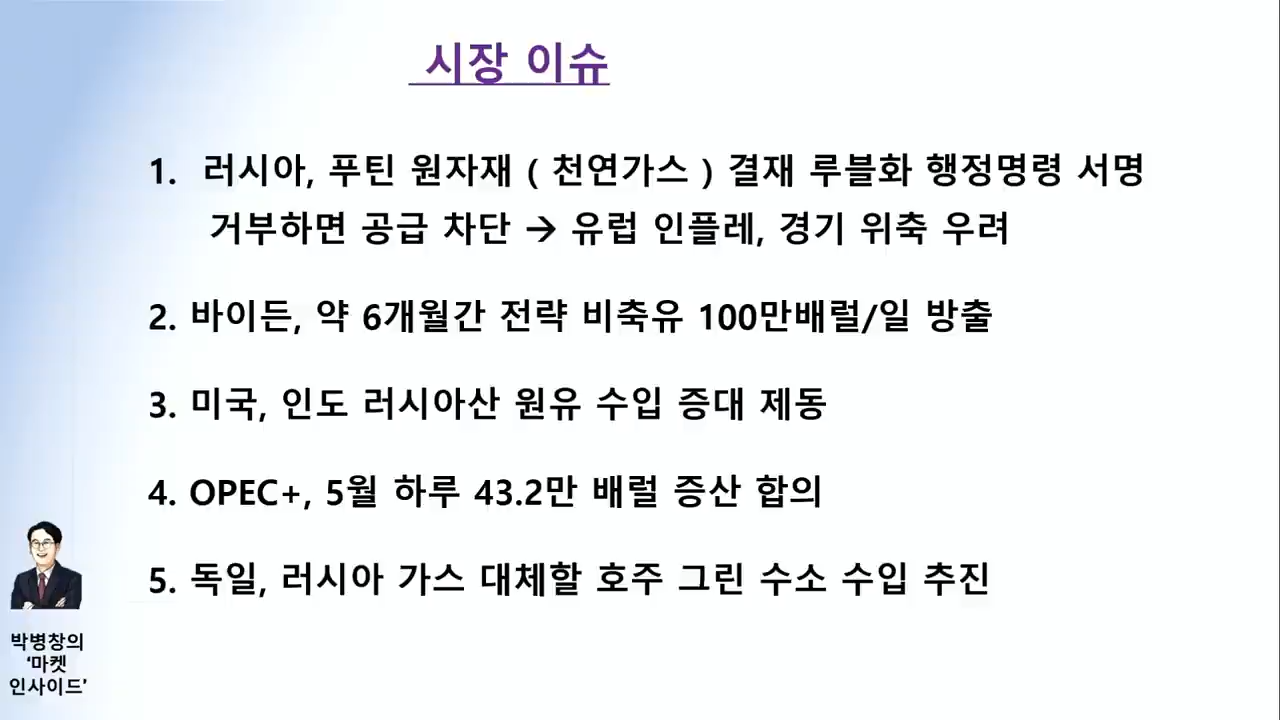 시장 이슈
1. 러시아, 푸틴 원자재 ( 천연가스 ) 결재 루블화 행정명령 서명
거부하면 공급 차단 → 유럽 인플레, 경기 위축 우려
2. 바이든, 약 6개월간 전략 비축유 100만배럴/일 방출
3. 미국, 인도 러시아산 원유 수입 증대 제동
4. OPEC+, 5월 하루 43.2만 배럴 증산 합의
5. 독일, 러시아 가스 대체할 호주 그린 수소 수입 추진
박병창의
‘마켓
인사이드’